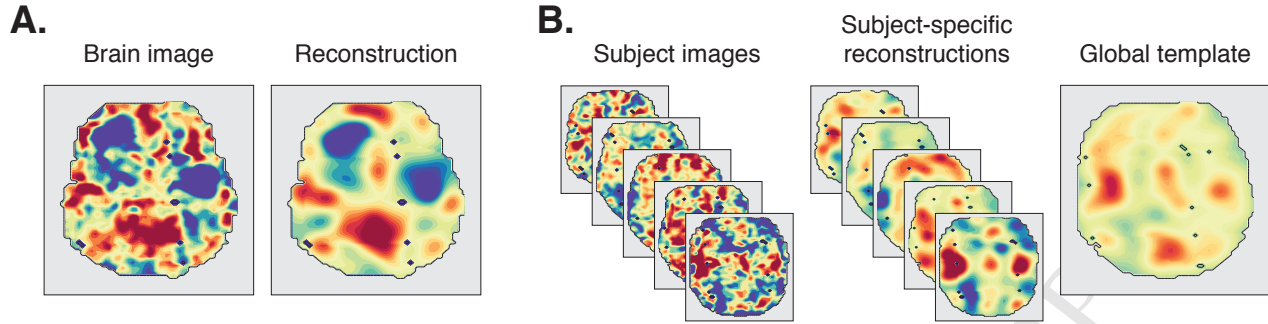 A.
Brain image
Reconstruction
B.
Subject images
Subject-specific
reconstructions
Global template